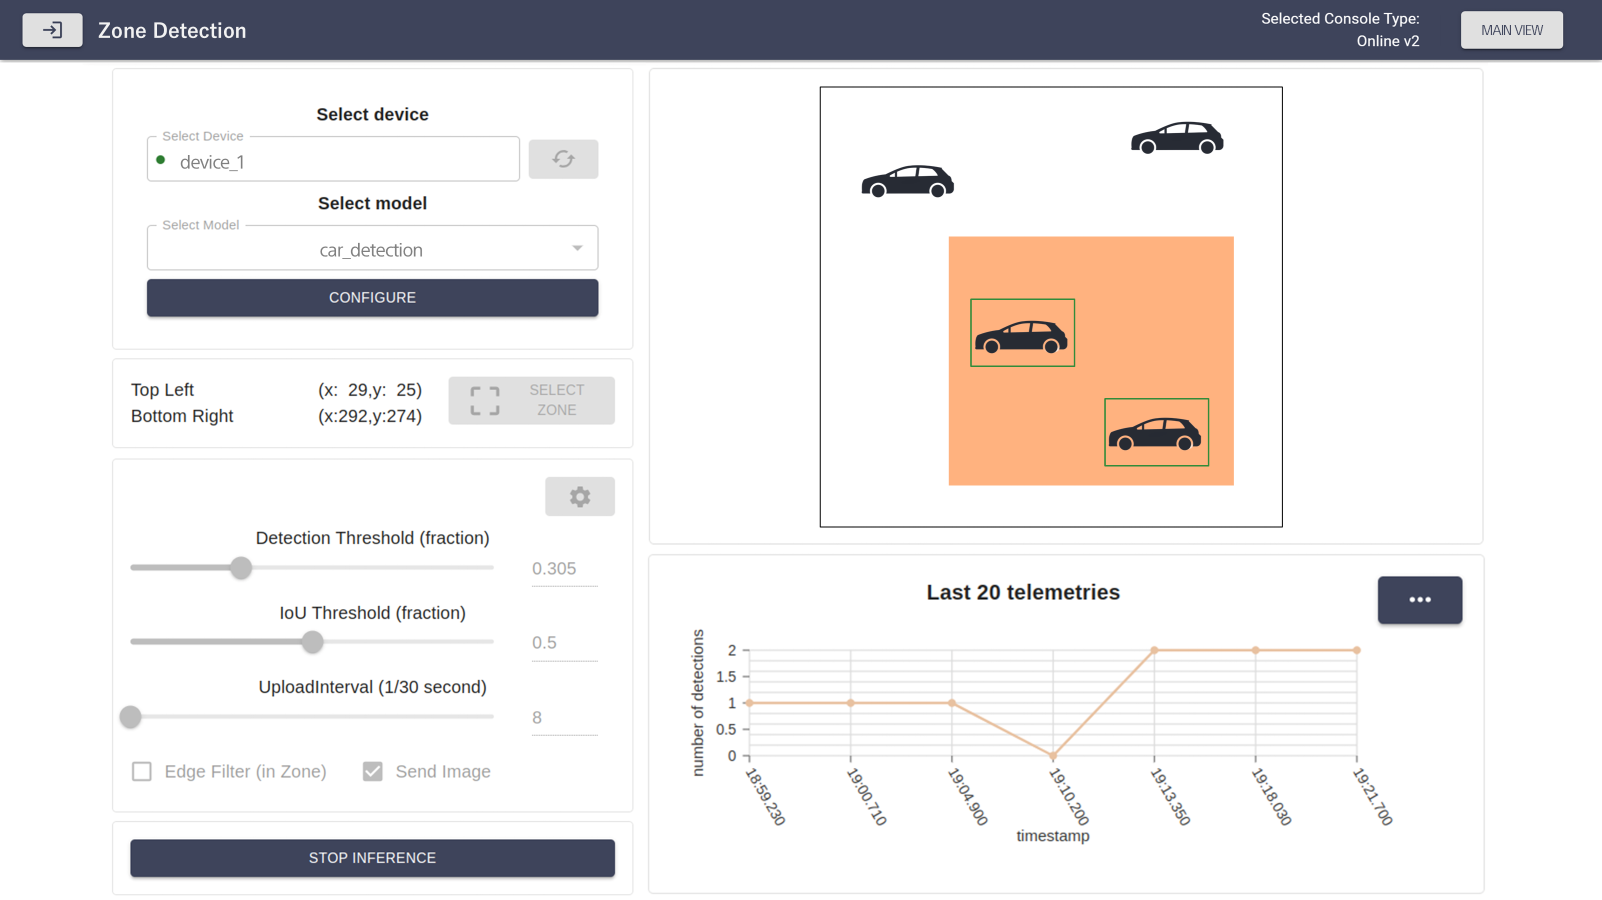 Zone Detection
Selected Console Type:
Online v2
MAIN VIEW
Select device
Select Device
device_1
Select model
Select Model
car_detection
CONFIGURE
Top Left (x: 29,y: 25)
Bottom Right (x:292,y:274)
SELECT
ZONE
Detection Threshold (fraction)
0.305
IoU Threshold (fraction)
0.5
UploadInterval (1/30 second)
8
Edge Filter (in Zone) Send Image
STOP INFERENCE
Last 20 telemetries
number of detections
2
1.5
1
0.5
0
18:59.230
19:00.710
19:04.900
19:10.200
19:13.350
19:18.030
19:21.700
timestamp